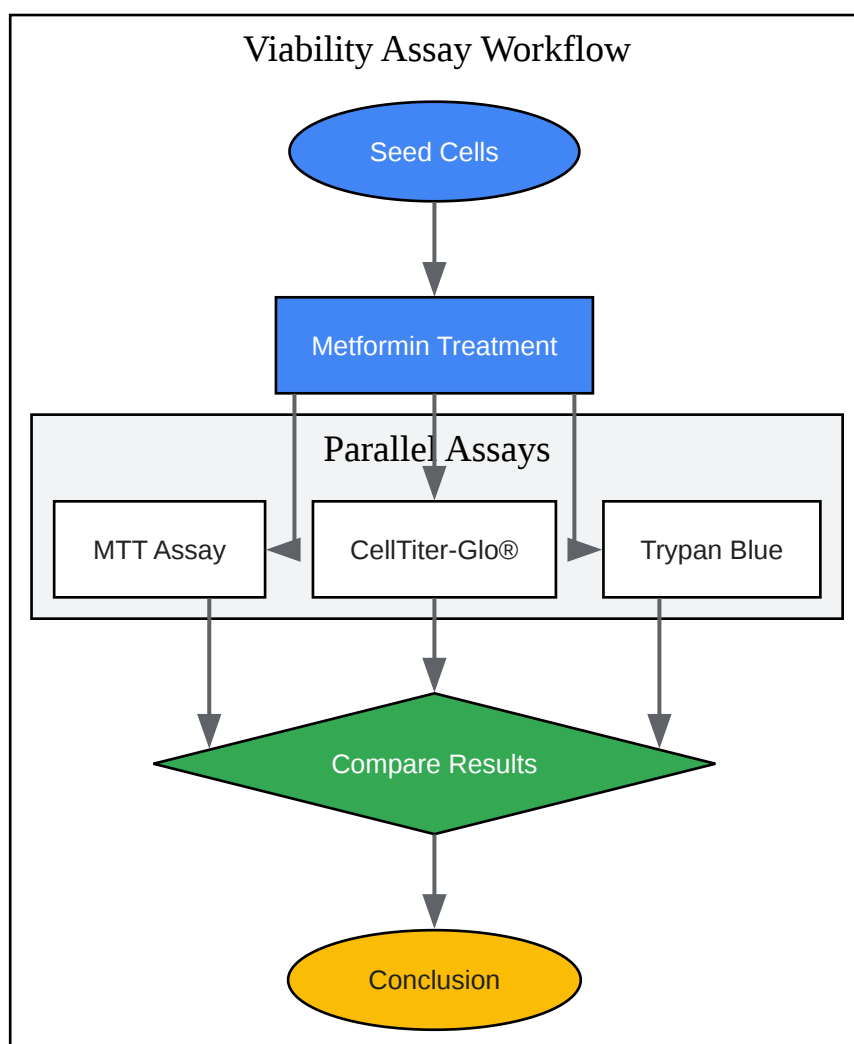 Viability Assay Workflow
Seed Cells
Metformin Treatment
Parallel Assays
MTT Assay
CellTiter-Glo®
Trypan Blue
Compare Results
Conclusion